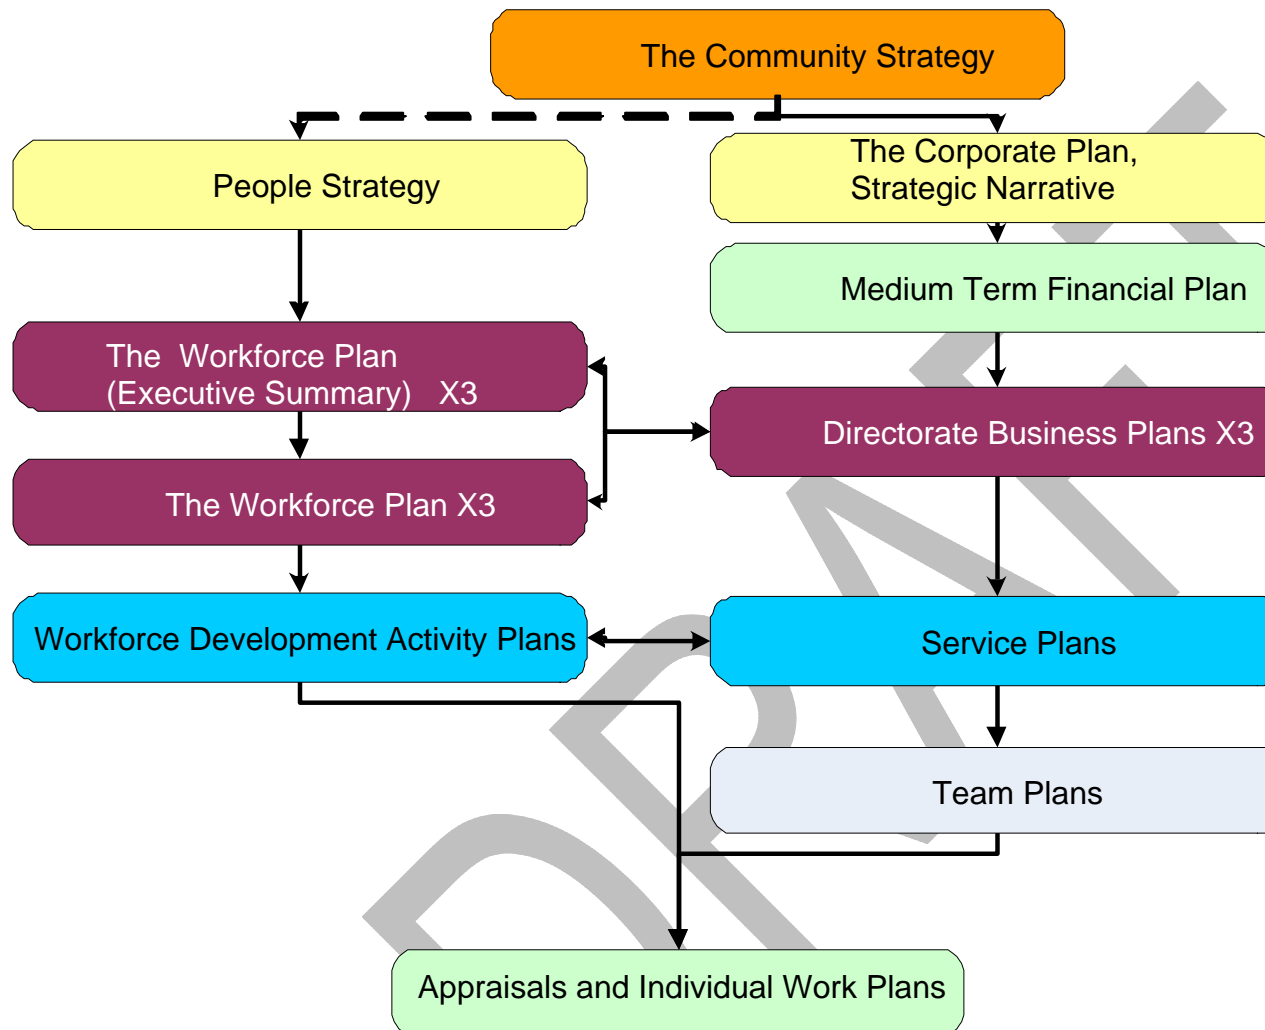 The Community Strategy
People Strategy
The Corporate Plan,
Strategic Narrative
Medium Term Financial Plan
The  Workforce Plan
(Executive Summary)   X3
Directorate Business Plans X3
The Workforce Plan X3
Workforce Development Activity Plans
Service Plans
Team Plans
Appraisals and Individual Work Plans
DRAFT